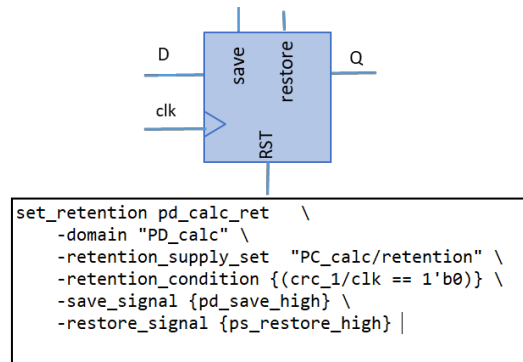 D
save
restore
Q
clk
RST
set_retention pd_calc_ret \
-domain "PD_calc" \
-retention_supply_set "PC_calc/retention" \
-retention_condition {(crc_1/clk == 1'b0)} \
-save_signal {pd_save_high} \
-restore_signal {ps_restore_high}